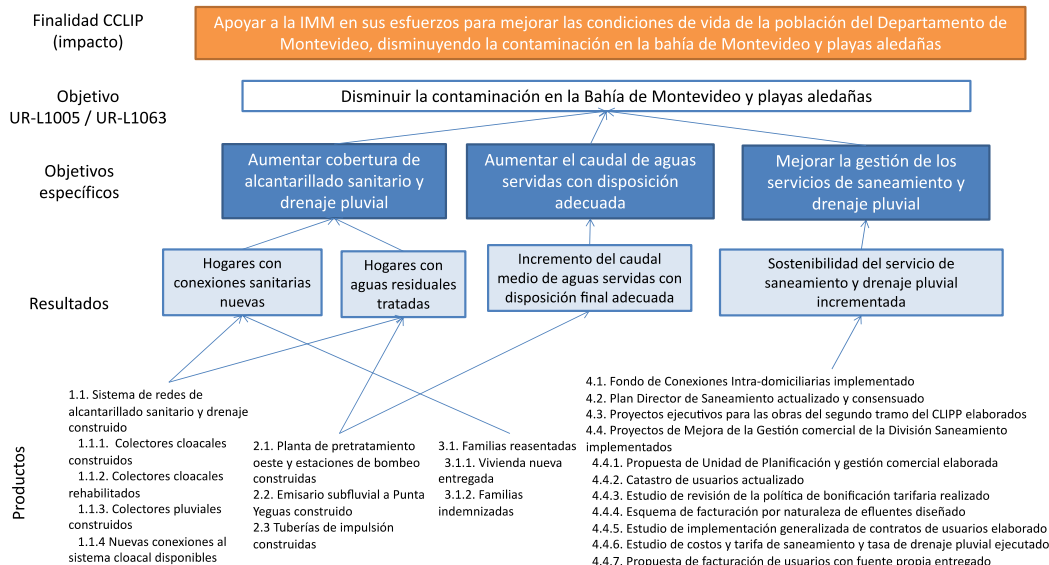 Finalidad CCLIP
(impacto)
Apoyar a la IMM en sus esfuerzos para mejorar las condiciones de vida de la población del Departamento de
Montevideo, disminuyendo la contaminación en la bahía de Montevideo y playas aledañas
Objetivo
UR-L1005 / UR-L1063
Disminuir la contaminación en la Bahía de Montevideo y playas aledañas
Objetivos
específicos
Aumentar cobertura de
alcantarillado sanitario y
drenaje pluvial
Aumentar el caudal de aguas
servidas con disposición
adecuada
Mejorar la gestión de los
servicios de saneamiento y
drenaje pluvial
Resultados
Hogares con
conexiones sanitarias
nuevas
Hogares con
aguas residuales
tratadas
Incremento del caudal
medio de aguas servidas con
disposición final adecuada
Sostenibilidad del servicio de
saneamiento y drenaje pluvial
incrementada
Productos
1.1. Sistema de redes de
alcantarillado sanitario y drenaje
construido
1.1.1. Colectores cloacales
construidos
1.1.2. Colectores cloacales
rehabilitados
1.1.3. Colectores pluviales
construidos
1.1.4 Nuevas conexiones al
sistema cloacal disponibles
2.1. Planta de pretratamiento
oeste y estaciones de bombeo
construidas
2.2. Emisario subfluvial a Punta
Yeguas construido
2.3 Tuberías de impulsión
construidas
3.1. Familias reasentadas
3.1.1. Vivienda nueva
entregada
3.1.2. Familias
indemnizadas
4.1. Fondo de Conexiones Intra-domiciliarias implementado
4.2. Plan Director de Saneamiento actualizado y consensuado
4.3. Proyectos ejecutivos para las obras del segundo tramo del CLIPP elaborados
4.4. Proyectos de Mejora de la Gestión comercial de la División Saneamiento
implementados
4.4.1. Propuesta de Unidad de Planificación y gestión comercial elaborada
4.4.2. Catastro de usuarios actualizado
4.4.3. Estudio de revisión de la política de bonificación tarifaria realizado
4.4.4. Esquema de facturación por naturaleza de efluentes diseñado
4.4.5. Estudio de implementación generalizada de contratos de usuarios elaborado
4.4.6. Estudio de costos y tarifa de saneamiento y tasa de drenaje pluvial ejecutado
4.4.7. Propuesta de facturación de usuarios con fuente propia entregado